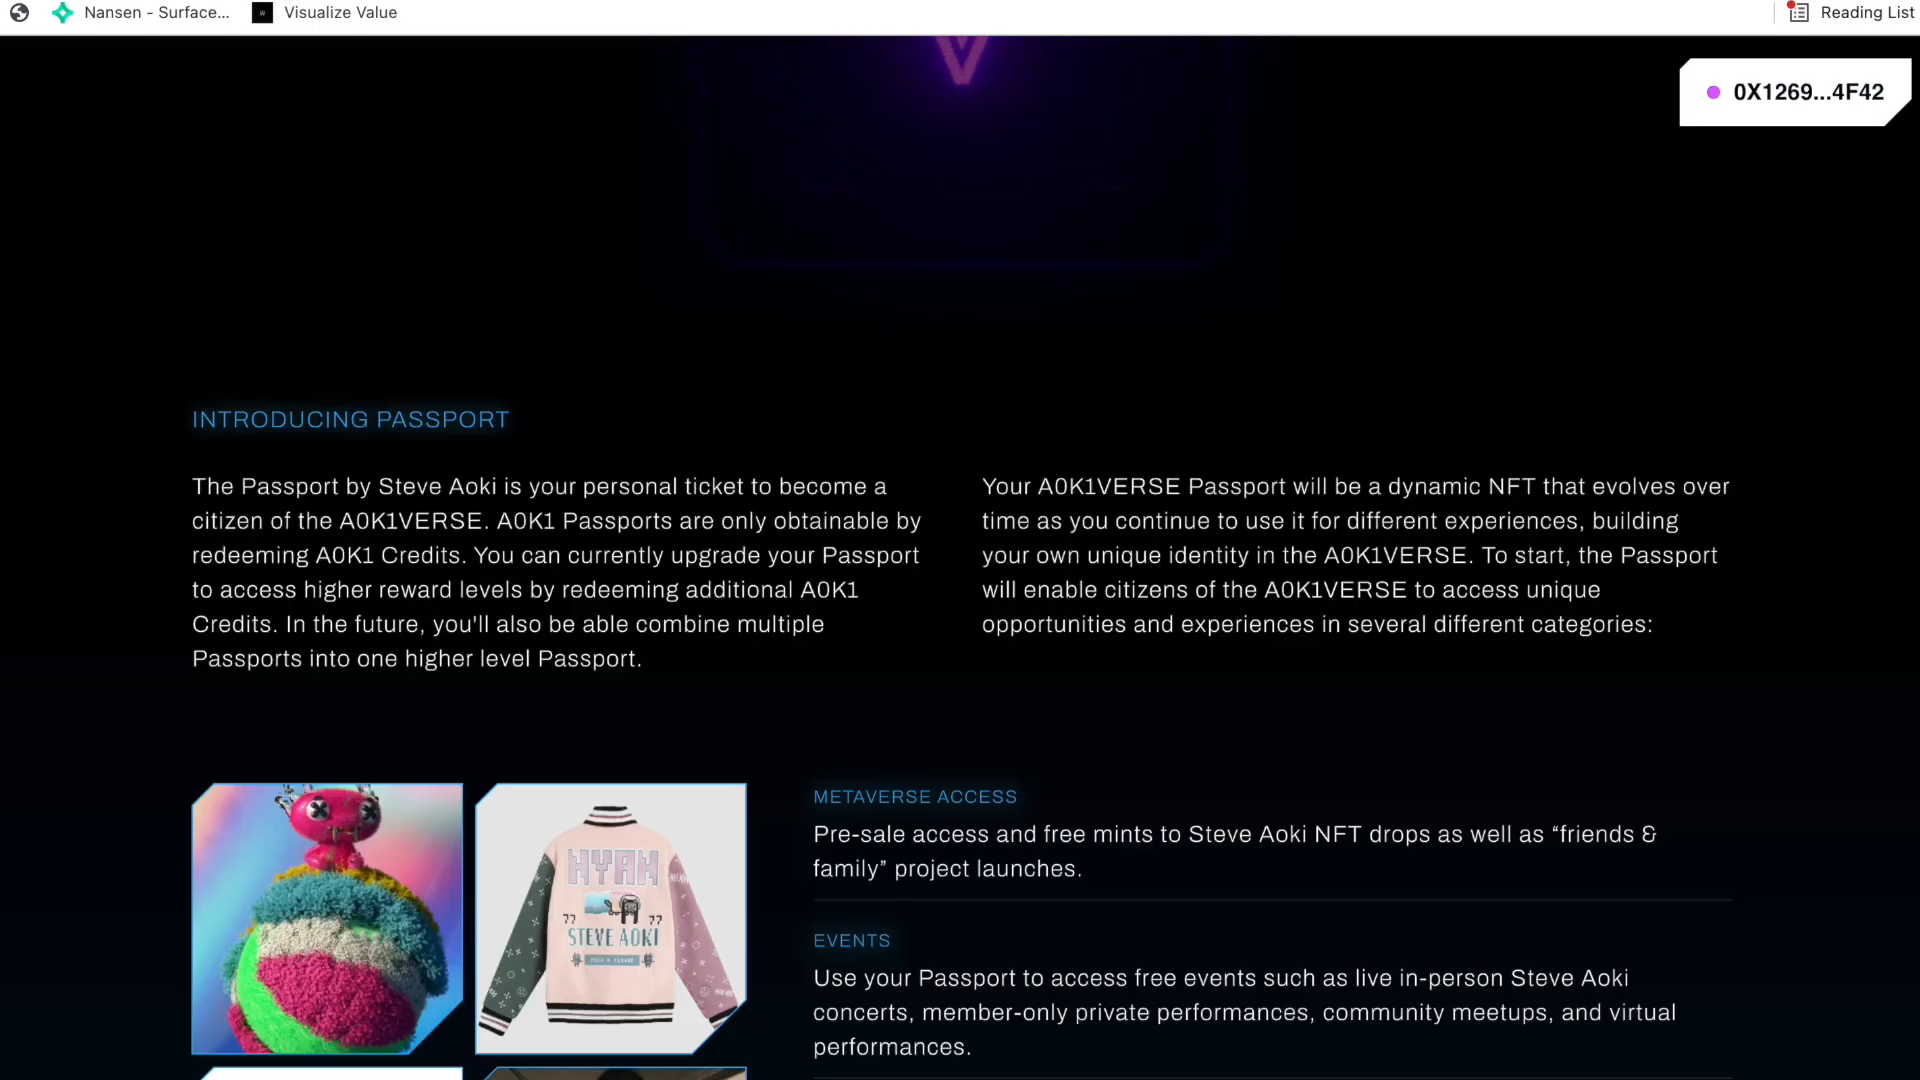 Nansen - Surface...
Visualize Value
Reading List
V
0X1269...4F42
INTRODUCING PASSPORT
The Passport by Steve Aoki is your personal ticket to become a
citizen of the A0K1VERSE. A0K1 Passports are only obtainable by
redeeming A0K1 Credits. You can currently upgrade your Passport
to access higher reward levels by redeeming additional A0K1
Credits. In the future, you'll also be able combine multiple
Passports into one higher level Passport.
Your A0K1VERSE Passport will be a dynamic NFT that evolves over
time as you continue to use it for different experiences, building
your own unique identity in the A0K1VERSE. To start, the Passport
will enable citizens of the A0K1VERSE to access unique
opportunities and experiences in several different categories:
NYAN
77 77
STEVE AOKI
METAVERSE ACCESS
Pre-sale access and free mints to Steve Aoki NFT drops as well as “friends &
family” project launches.
EVENTS
Use your Passport to access free events such as live in-person Steve Aoki
concerts, member-only private performances, community meetups, and virtual
performances.